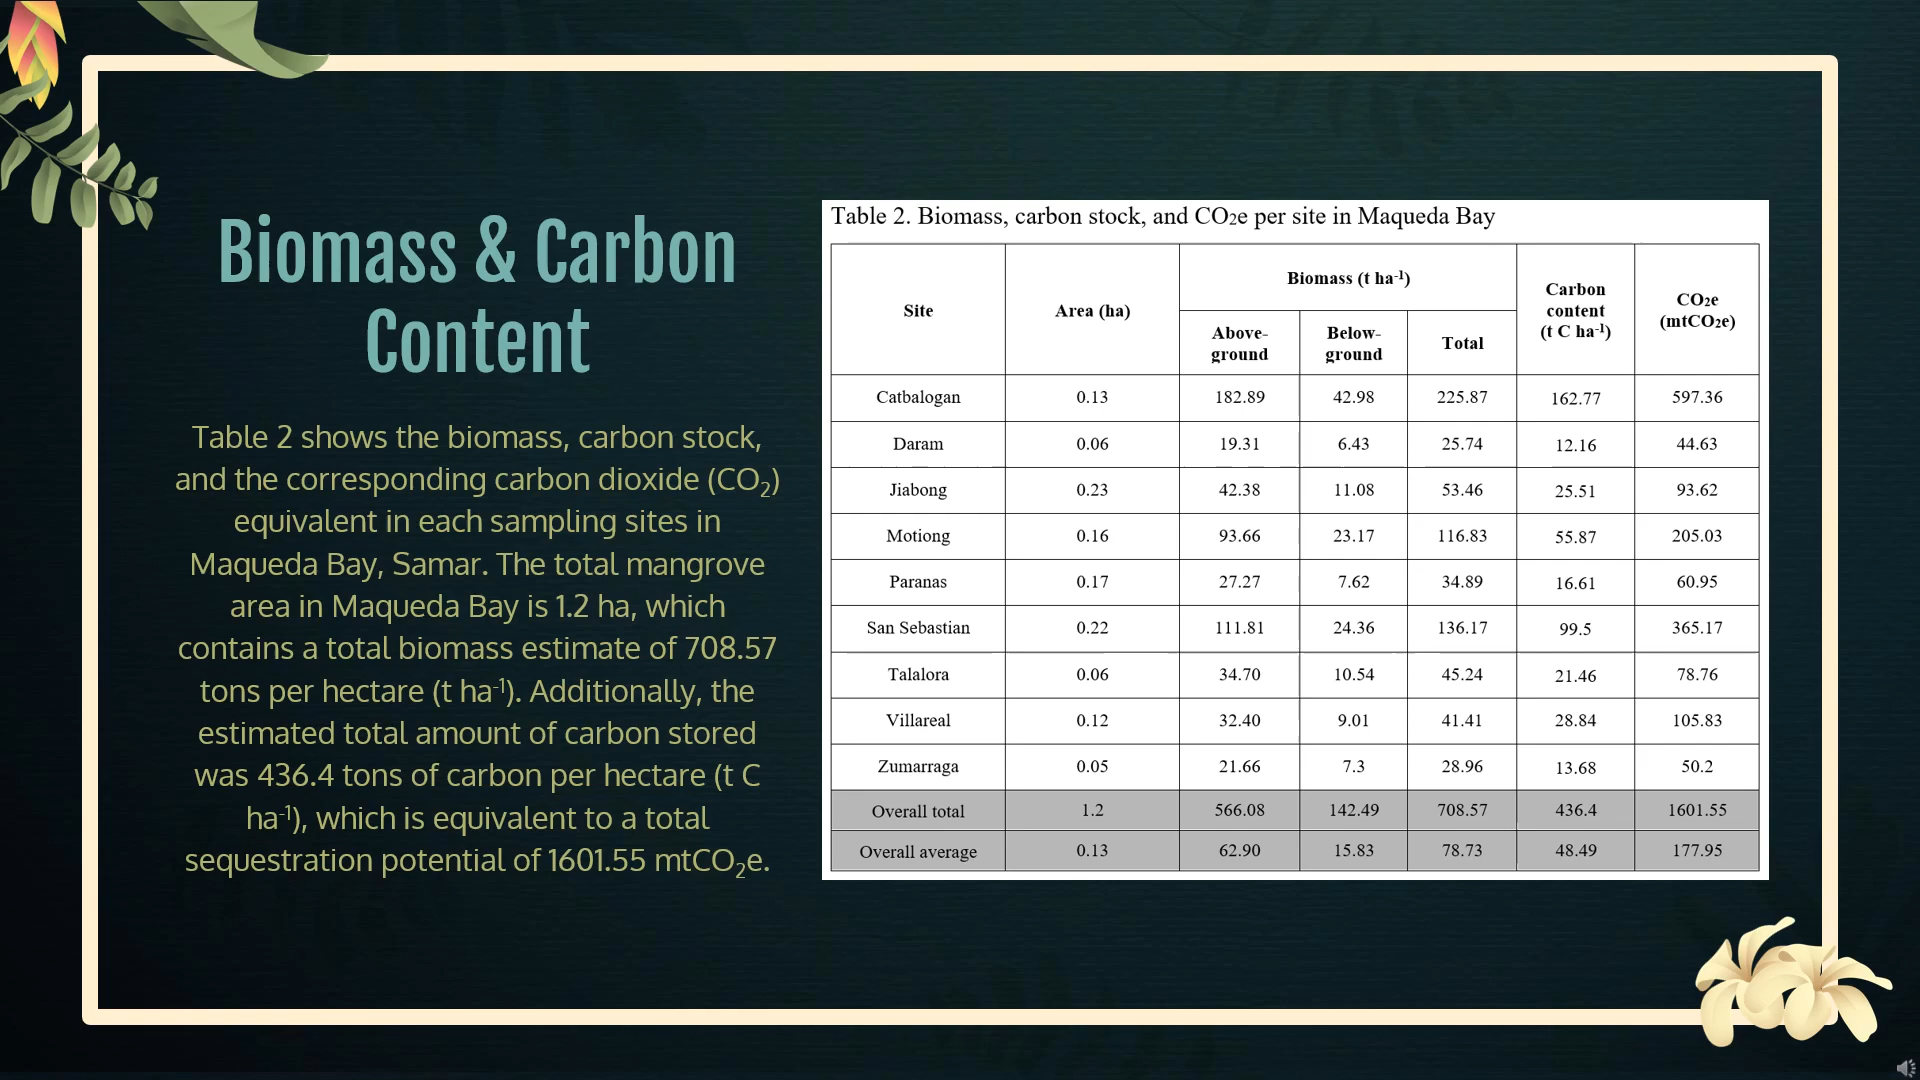 Biomass & Carbon
Content
Table 2 shows the biomass, carbon stock,
and the corresponding carbon dioxide (CO₂)
equivalent in each sampling sites in
Maqueda Bay, Samar. The total mangrove
area in Maqueda Bay is 1.2 ha, which
contains a total biomass estimate of 708.57
tons per hectare (t ha⁻¹). Additionally, the
estimated total amount of carbon stored
was 436.4 tons of carbon per hectare (t C
ha⁻¹), which is equivalent to a total
sequestration potential of 1601.55 mtCO₂e.
Table 2. Biomass, carbon stock, and CO₂e per site in Maqueda Bay
Site Area (ha) Biomass (t ha⁻¹) Carbon content (t C ha⁻¹) CO₂e (mtCO₂e)
Above-ground Below-ground Total
Catbalogan 0.13 182.89 42.98 225.87 162.77 597.36
Daram 0.06 19.31 6.43 25.74 12.16 44.63
Jiabong 0.23 42.38 11.08 53.46 25.51 93.62
Motiong 0.16 93.66 23.17 116.83 55.87 205.03
Paranas 0.17 27.27 7.62 34.89 16.61 60.95
San Sebastian 0.22 111.81 24.36 136.17 99.5 365.17
Talalora 0.06 34.70 10.54 45.24 21.46 78.76
Villareal 0.12 32.40 9.01 41.41 28.84 105.83
Zumarraga 0.05 21.66 7.3 28.96 13.68 50.2
Overall total 1.2 566.08 142.49 708.57 436.4 1601.55
Overall average 0.13 62.90 15.83 78.73 48.49 177.95